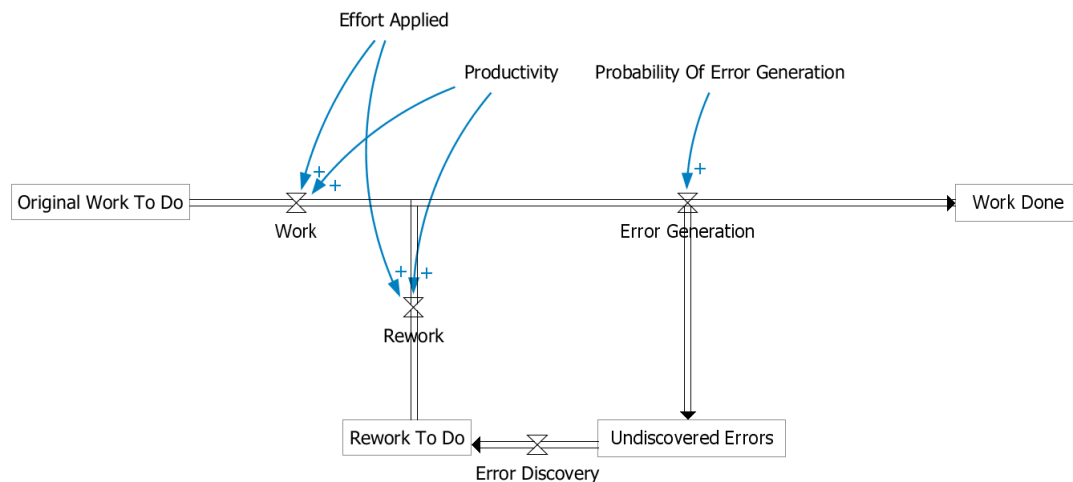 Effort Applied
Productivity
Probability Of Error Generation
+
+
+
Original Work To Do
Work Done
Work
Error Generation
+
+
Rework
Rework To Do
Undiscovered Errors
Error Discovery